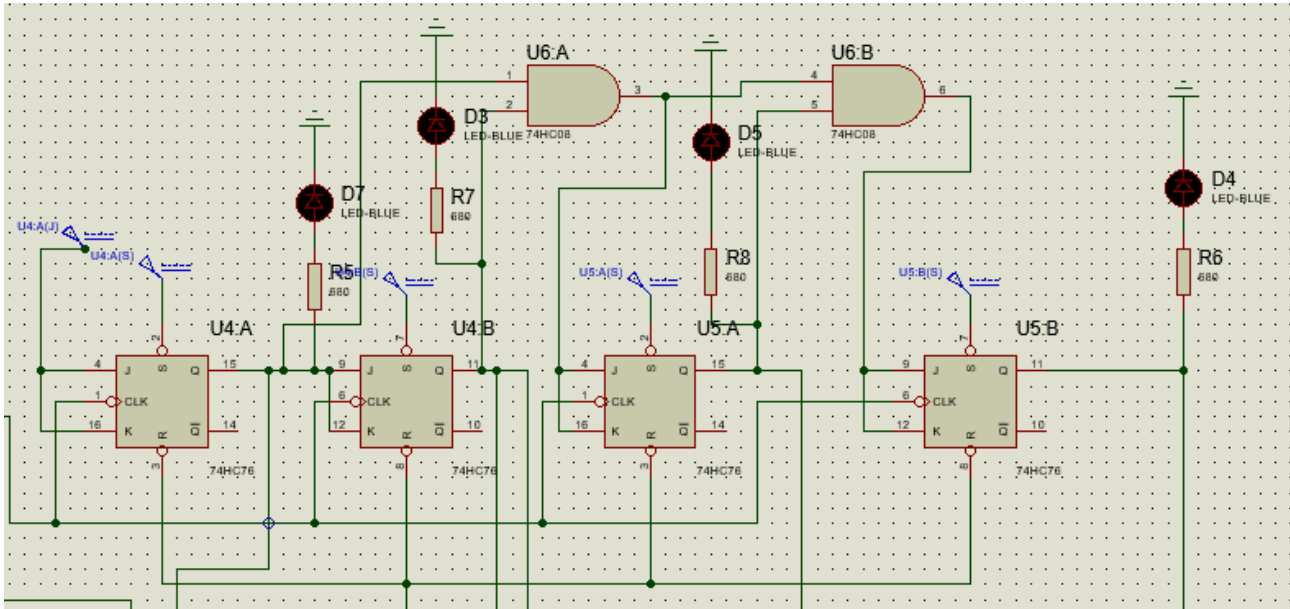 U6:A
1
2
3
74HC08
U6:B
4
5
6
74HC08
D3
LED-BLUE
D5
LED-BLUE
D7
LED-BLUE
D4
LED-BLUE
R7
680
R5
680
R8
680
R6
680
U4:A(J)
U4:A(S)
B(S)
U5:A(S)
U5:B(S)
U4:A
2
4
J
S
Q
15
1
CLK
16
K
R
Q
14
3
74HC76
U4:B
7
9
J
S
Q
11
6
CLK
12
K
R
Q
10
8
74HC76
U5:A
2
4
J
S
Q
15
1
CLK
16
K
R
Q
14
3
74HC76
U5:B
7
9
J
S
Q
11
6
CLK
12
K
R
Q
10
8
74HC76